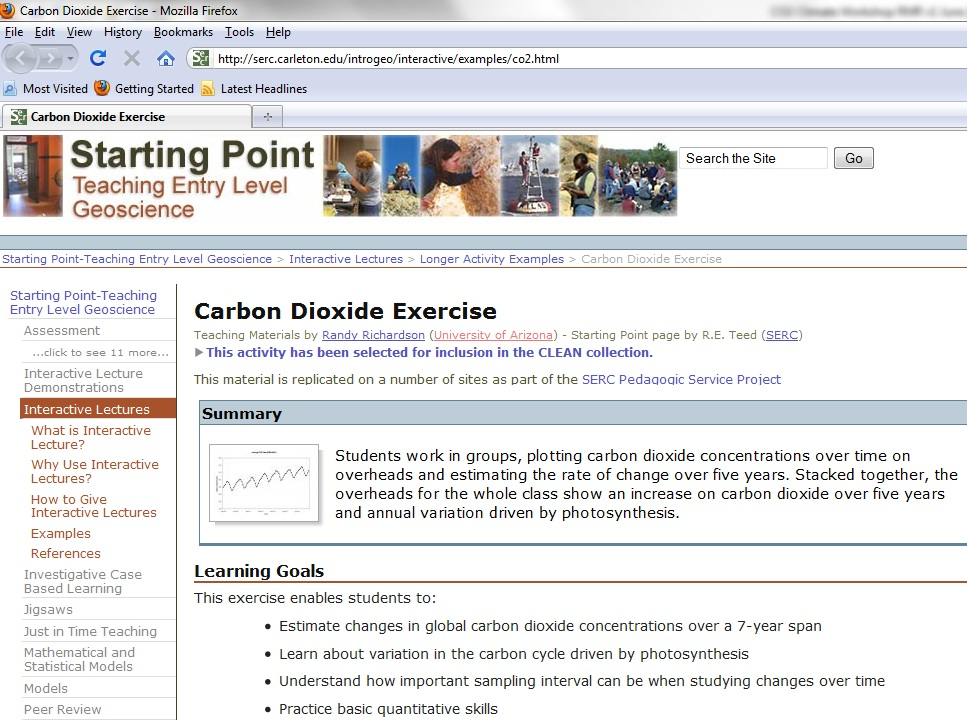 Carbon Dioxide Exercise - Mozilla Firefox
File Edit View History Bookmarks Tools Help
http://serc.carleton.edu/introgeo/interactive/examples/co2.html
Most Visited Getting Started Latest Headlines
Carbon Dioxide Exercise
Starting Point
Teaching Entry Level
Geoscience
Search the Site Go
Starting Point-Teaching Entry Level Geoscience > Interactive Lectures > Longer Activity Examples > Carbon Dioxide Exercise
Starting Point-Teaching
Entry Level Geoscience
Assessment
...click to see 11 more...
Interactive Lecture
Demonstrations
Interactive Lectures
What is Interactive
Lecture?
Why Use Interactive
Lectures?
How to Give
Interactive Lectures
Examples
References
Investigative Case
Based Learning
Jigsaws
Just in Time Teaching
Mathematical and
Statistical Models
Models
Peer Review
Carbon Dioxide Exercise
Teaching Materials by Randy Richardson (University of Arizona) - Starting Point page by R.E. Teed (SERC)
This activity has been selected for inclusion in the CLEAN collection.
This material is replicated on a number of sites as part of the SERC Pedagogic Service Project
Summary
Students work in groups, plotting carbon dioxide concentrations over time on
overheads and estimating the rate of change over five years. Stacked together, the
overheads for the whole class show an increase on carbon dioxide over five years
and annual variation driven by photosynthesis.
Learning Goals
This exercise enables students to:
• Estimate changes in global carbon dioxide concentrations over a 7-year span
• Learn about variation in the carbon cycle driven by photosynthesis
• Understand how important sampling interval can be when studying changes over time
• Practice basic quantitative skills